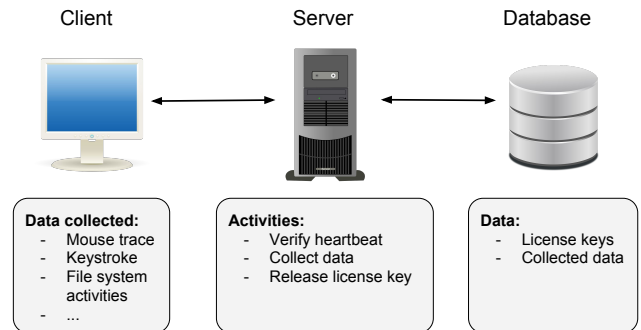 Client
Server
Database
Data collected:
- Mouse trace
- Keystroke
- File system
activities
- ...
Activities:
- Verify heartbeat
- Collect data
- Release license key
Data:
- License keys
- Collected data